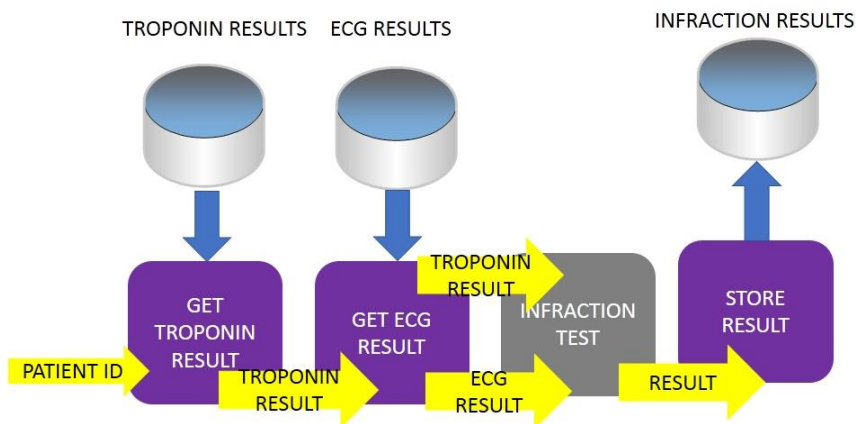 TROPONIN RESULTS
ECG RESULTS
INFRACTION RESULTS
GET
TROPONIN
RESULT
GET ECG
RESULT
TROPONIN
RESULT
INFRACTION
TEST
STORE
RESULT
PATIENT ID
TROPONIN
RESULT
ECG
RESULT
RESULT